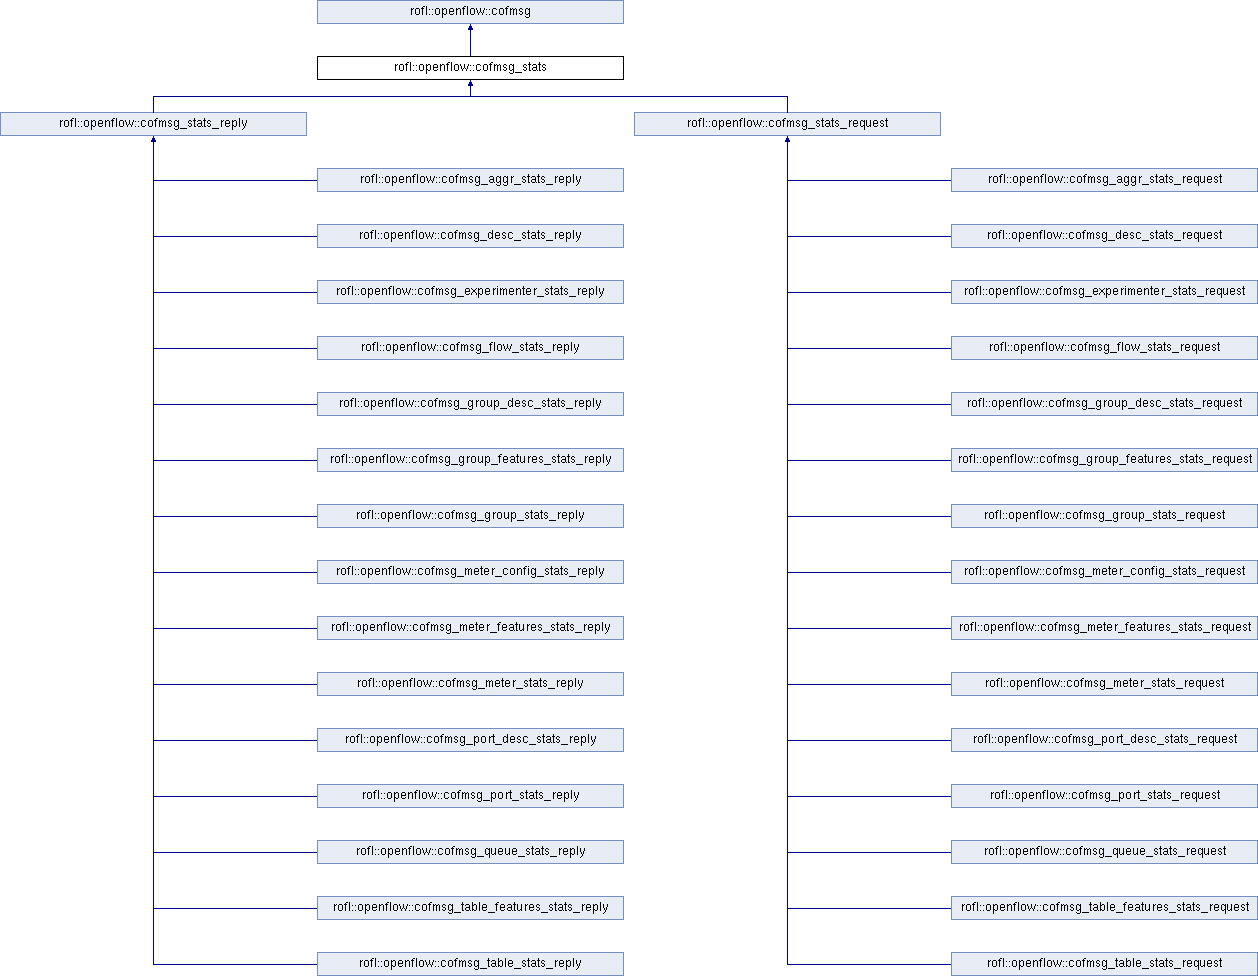 rofl::openflow::cofmsg
rofl::openflow::cofmsg_stats
rofl::openflow::cofmsg_stats_reply
rofl::openflow::cofmsg_stats_request
rofl::openflow::cofmsg_aggr_stats_reply
rofl::openflow::cofmsg_aggr_stats_request
rofl::openflow::cofmsg_desc_stats_reply
rofl::openflow::cofmsg_desc_stats_request
rofl::openflow::cofmsg_experimenter_stats_reply
rofl::openflow::cofmsg_experimenter_stats_request
rofl::openflow::cofmsg_flow_stats_reply
rofl::openflow::cofmsg_flow_stats_request
rofl::openflow::cofmsg_group_desc_stats_reply
rofl::openflow::cofmsg_group_desc_stats_request
rofl::openflow::cofmsg_group_features_stats_reply
rofl::openflow::cofmsg_group_features_stats_request
rofl::openflow::cofmsg_group_stats_reply
rofl::openflow::cofmsg_group_stats_request
rofl::openflow::cofmsg_meter_config_stats_reply
rofl::openflow::cofmsg_meter_config_stats_request
rofl::openflow::cofmsg_meter_features_stats_reply
rofl::openflow::cofmsg_meter_features_stats_request
rofl::openflow::cofmsg_meter_stats_reply
rofl::openflow::cofmsg_meter_stats_request
rofl::openflow::cofmsg_port_desc_stats_reply
rofl::openflow::cofmsg_port_desc_stats_request
rofl::openflow::cofmsg_port_stats_reply
rofl::openflow::cofmsg_port_stats_request
rofl::openflow::cofmsg_queue_stats_reply
rofl::openflow::cofmsg_queue_stats_request
rofl::openflow::cofmsg_table_features_stats_reply
rofl::openflow::cofmsg_table_features_stats_request
rofl::openflow::cofmsg_table_stats_reply
rofl::openflow::cofmsg_table_stats_request